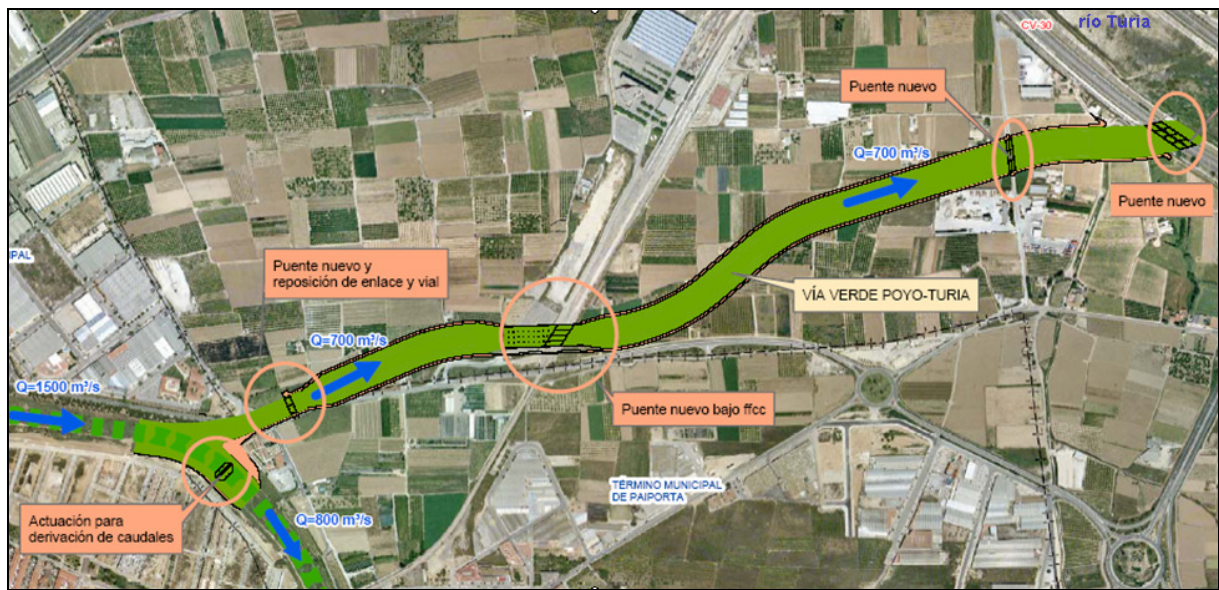 CV-30
río Turia
Puente nuevo
Q=700 m³/s
Puente nuevo
IPAL
Puente nuevo y
reposición de enlace y vial
VÍA VERDE POYO-TURIA
Q=700 m³/s
Q=1500 m³/s
Puente nuevo bajo ffcc
TÉRMINO MUNICIPAL
DE PAIPORTA
Actuación para
derivación de caudales
Q=800 m³/s